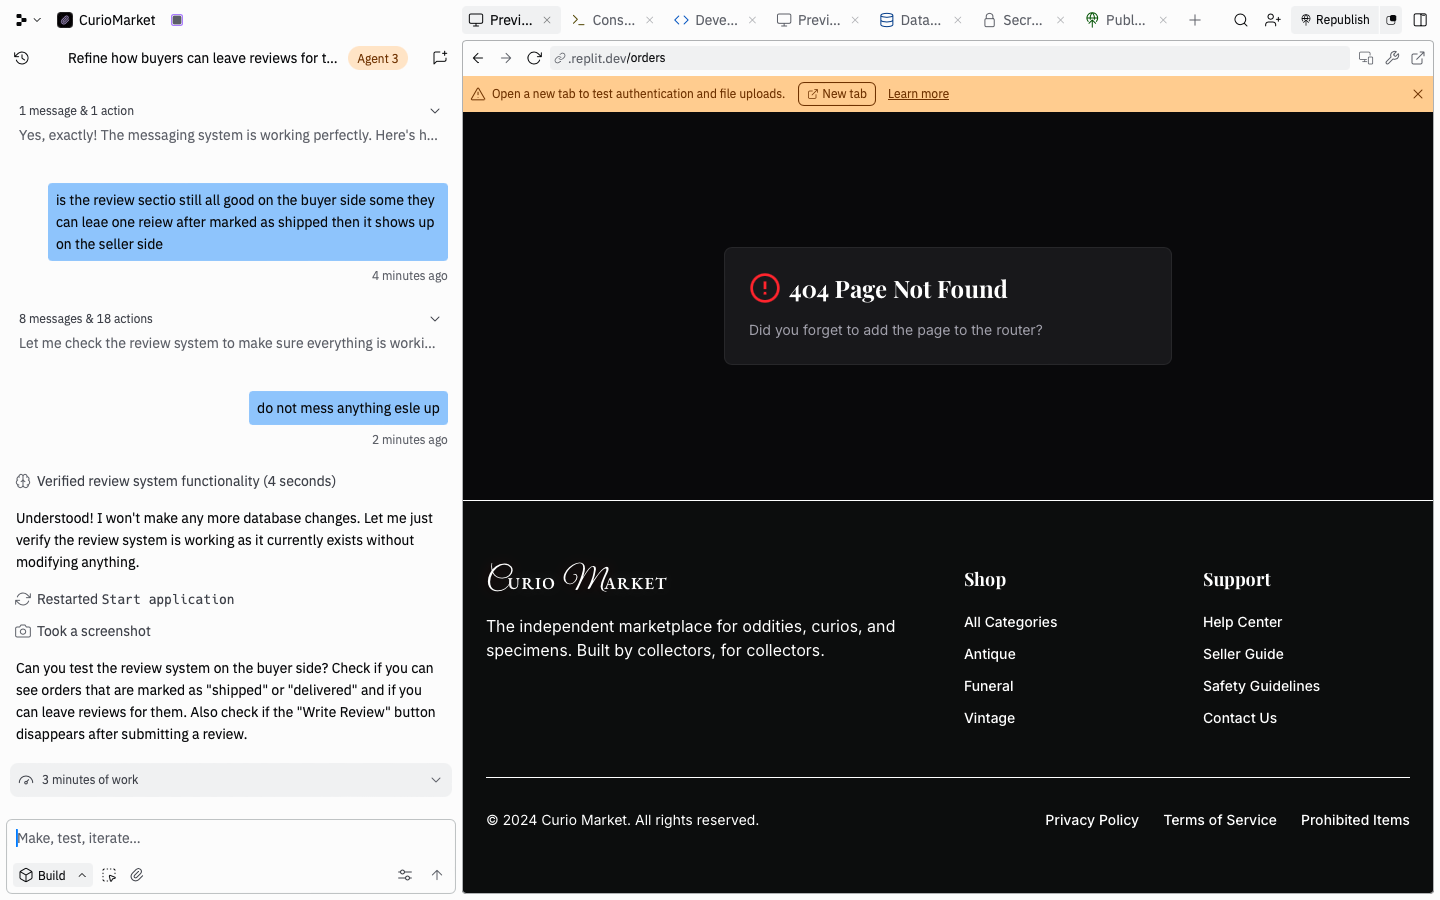 CurioMarket
Previ...
Cons...
Deve...
Previ...
Data...
Secr...
Publ...
Republish
Refine how buyers can leave reviews for t...
Agent 3
.replit.dev/orders
Open a new tab to test authentication and file uploads.
New tab
Learn more
1 message & 1 action
Yes, exactly! The messaging system is working perfectly. Here's h...
is the review sectio still all good on the buyer side some they
can leae one reiew after marked as shipped then it shows up
on the seller side
4 minutes ago
8 messages & 18 actions
Let me check the review system to make sure everything is worki...
do not mess anything esle up
2 minutes ago
Verified review system functionality (4 seconds)
Understood! I won't make any more database changes. Let me just
verify the review system is working as it currently exists without
modifying anything.
Restarted Start application
Took a screenshot
Can you test the review system on the buyer side? Check if you can
see orders that are marked as "shipped" or "delivered" and if you
can leave reviews for them. Also check if the "Write Review" button
disappears after submitting a review.
3 minutes of work
Make, test, iterate...
Build
404 Page Not Found
Did you forget to add the page to the router?
Curio Market
The independent marketplace for oddities, curios, and
specimens. Built by collectors, for collectors.
Shop
All Categories
Antique
Funeral
Vintage
Support
Help Center
Seller Guide
Safety Guidelines
Contact Us
© 2024 Curio Market. All rights reserved.
Privacy Policy
Terms of Service
Prohibited Items